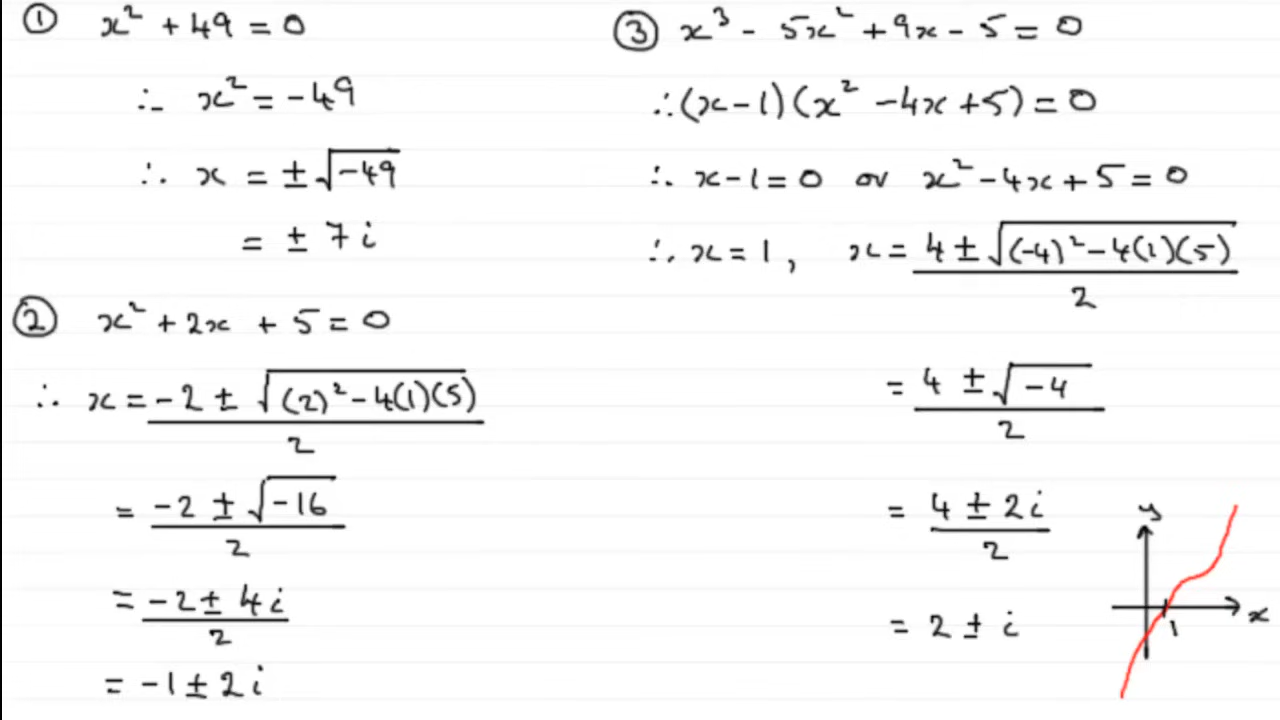 ① x² + 49 = 0
∴ x² = -49
∴ x = ± √-49
= ± 7i
② x² + 2x + 5 = 0
∴ x = (-2 ± √((2)² - 4(1)(5))) / 2
= (-2 ± √-16) / 2
= (-2 ± 4i) / 2
= -1 ± 2i
③ x³ - 5x² + 9x - 5 = 0
∴ (x - 1)(x² - 4x + 5) = 0
∴ x - 1 = 0 or x² - 4x + 5 = 0
∴ x = 1, x = (4 ± √((-4)² - 4(1)(5))) / 2
= (4 ± √-4) / 2
= (4 ± 2i) / 2
= 2 ± i
y
x
1